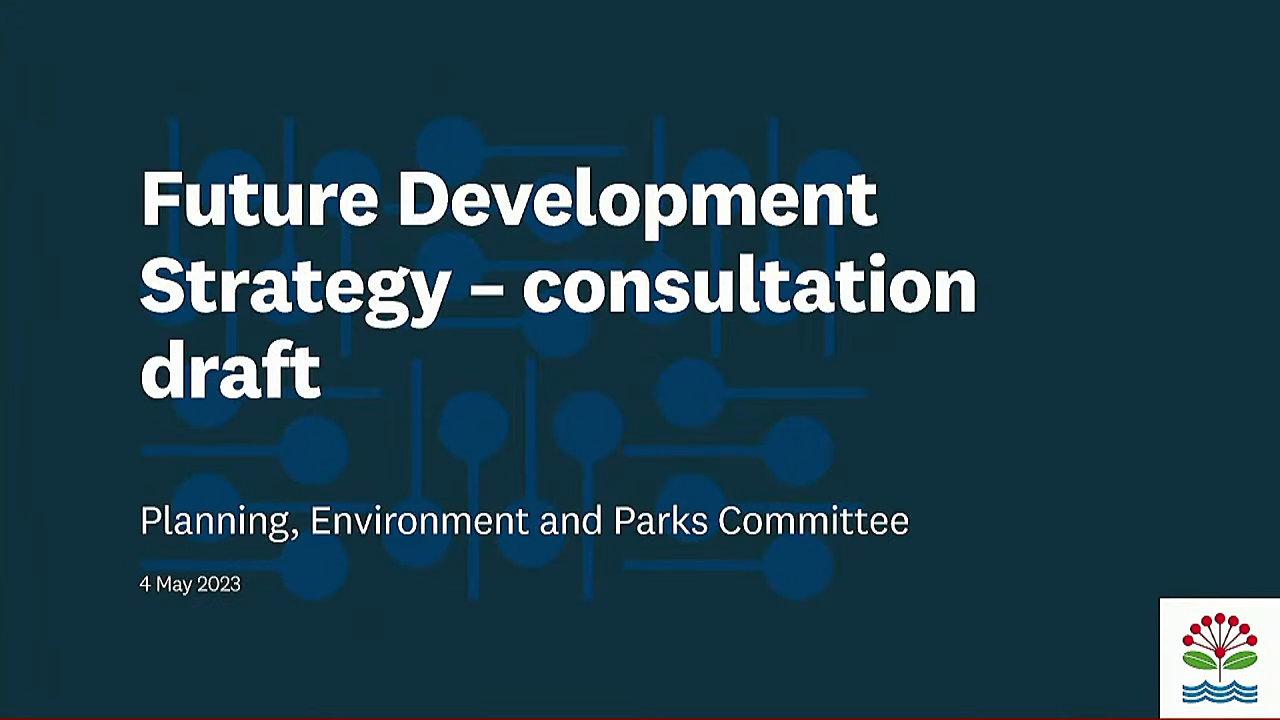 Future Development
Strategy – consultation
draft
Planning, Environment and Parks Committee
4 May 2023